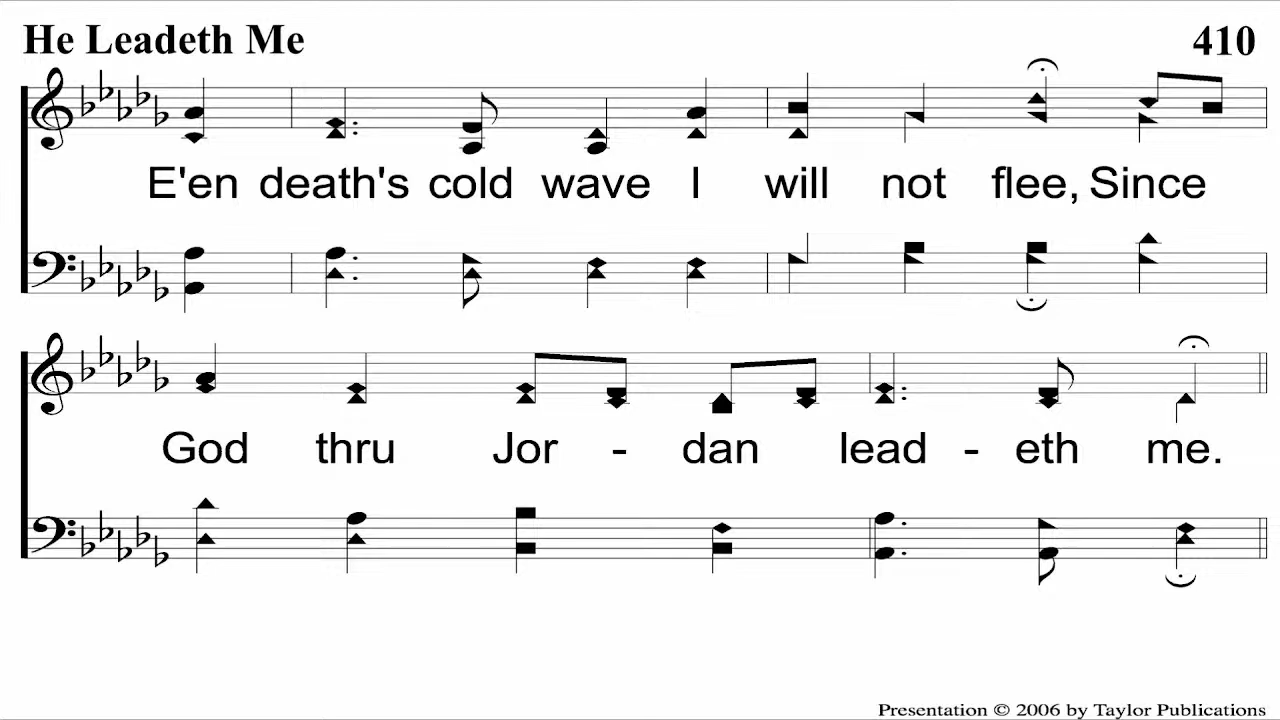 He Leadeth Me 410
E'en death's cold wave I will not flee, Since
God thru Jor - dan lead - eth me.
Presentation © 2006 by Taylor Publications